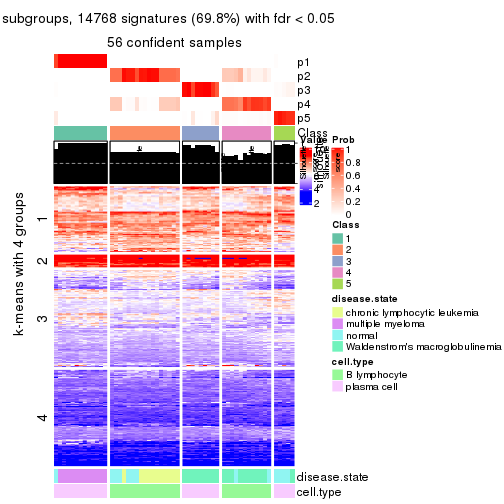 subgroups, 14768 signatures (69.8%) with fdr < 0.05
56 confident samples
p1
p2
p3
p4
p5
Class
k-means with 4 groups
1
2
3
4
Value
2
Prob
1
0.8
0.6
0.4
0.2
0
Class
1
2
3
4
5
disease.state
chronic lymphocytic leukemia
multiple myeloma
normal
Waldenstrom's macroglobulinemia
cell.type
B lymphocyte
plasma cell
disease.state
cell.type